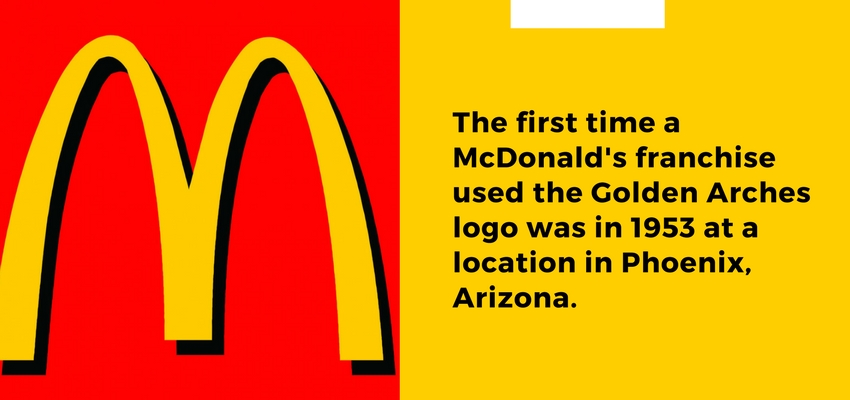 The first time a
McDonald's franchise
used the Golden Arches
logo was in 1953 at a
location in Phoenix,
Arizona.